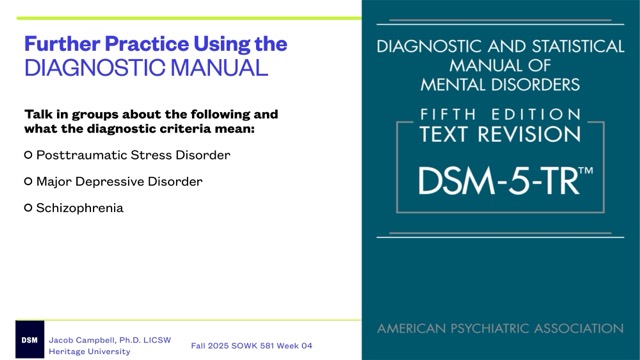 Further Practice Using the
DIAGNOSTIC MANUAL
Talk in groups about the following and
what the diagnostic criteria mean:
Posttraumatic Stress Disorder
Major Depressive Disorder
Schizophrenia
DSM
Jacob Campbell, Ph.D. LICSW
Heritage University
Fall 2025 SOWK 581 Week 04
DIAGNOSTIC AND STATISTICAL
MANUAL OF
MENTAL DISORDERS
FIFTH EDITION
TEXT REVISION
DSM-5-TR™
AMERICAN PSYCHIATRIC ASSOCIATION